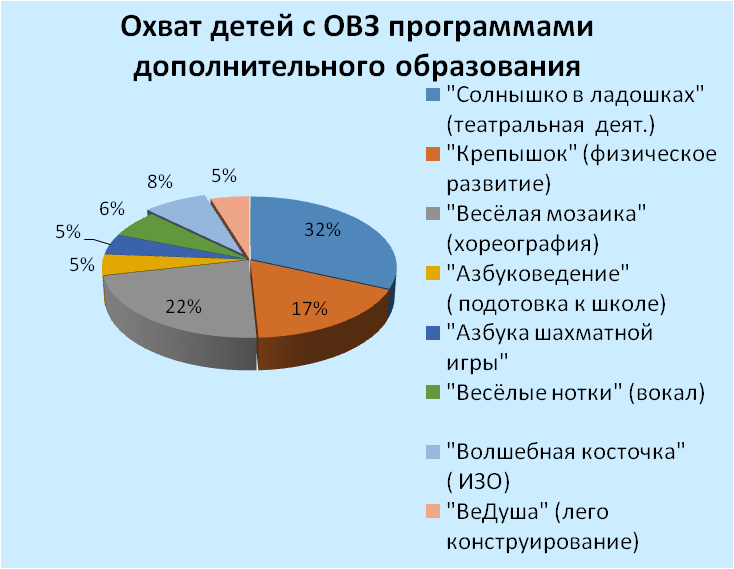 Охват детей с ОВЗ программами
дополнительного образования
"Солнышко в ладошках"
(театральная деят.)
"Крепышок" (физическое
развитие)
"Весёлая мозаика"
(хореография)
"Азбуковедение"
( подотовка к школе)
"Азбука шахматной
игры"
"Весёлые нотки" (вокал)
"Волшебная косточка"
( ИЗО)
"ВеДуша" (лего
конструирование)
5%
8%
6%
5%
5%
32%
22%
17%